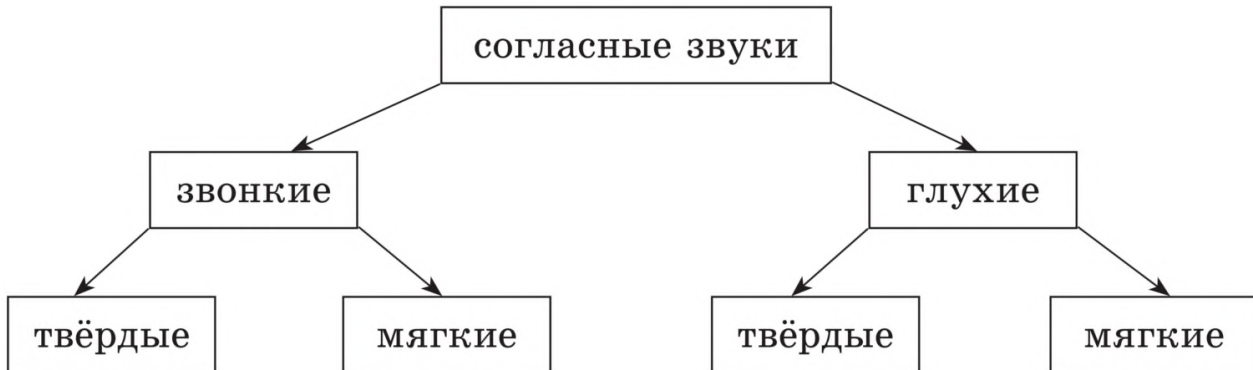 согласные звуки
звонкие глухие
твёрдые мягкие твёрдые мягкие